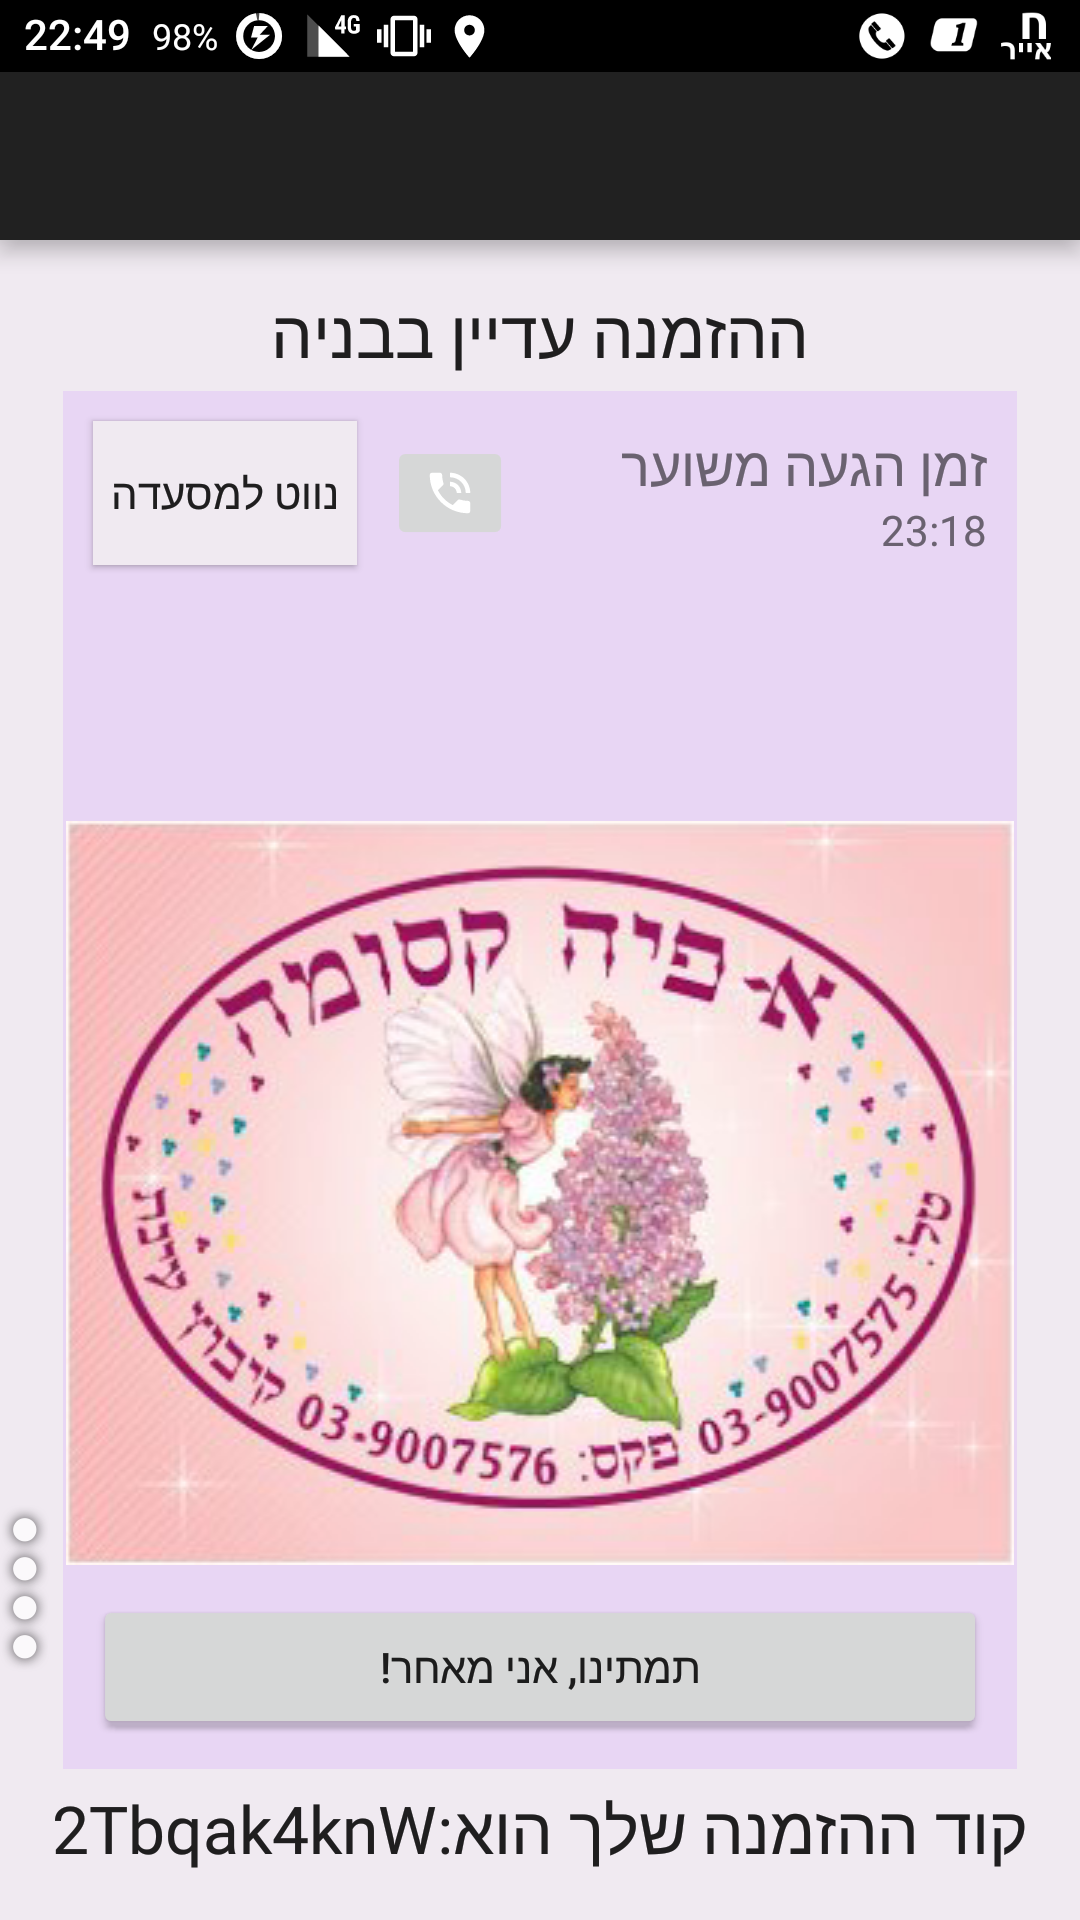 22:49 98% 4G 1 ח אייר
ההזמנה עדיין בבניה
זמן הגעה משוער
23:18
נווט למסעדה
א. פיה קסומה
טל: 03-9007575 פקס: 03-9007576 קיבוץ עינת
תמתינו, אני מאחר!
קוד ההזמנה שלך הוא:2Tbqak4knW